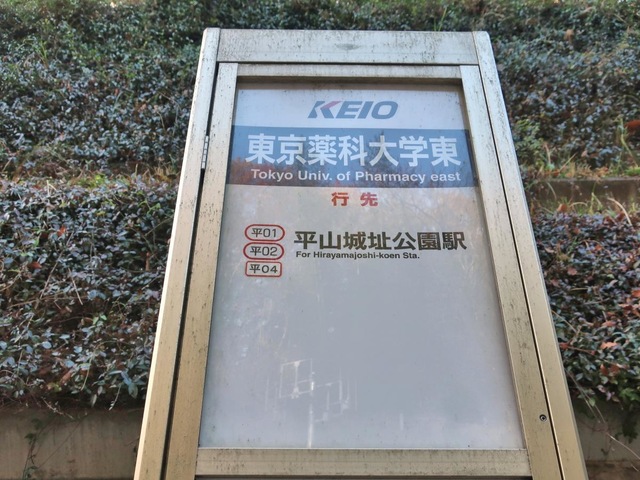 KEIO
東京薬科大学東
Tokyo Univ. of Pharmacy east
行先
平01
平02
平04
平山城址公園駅
For Hirayamajoshi-koen Sta.